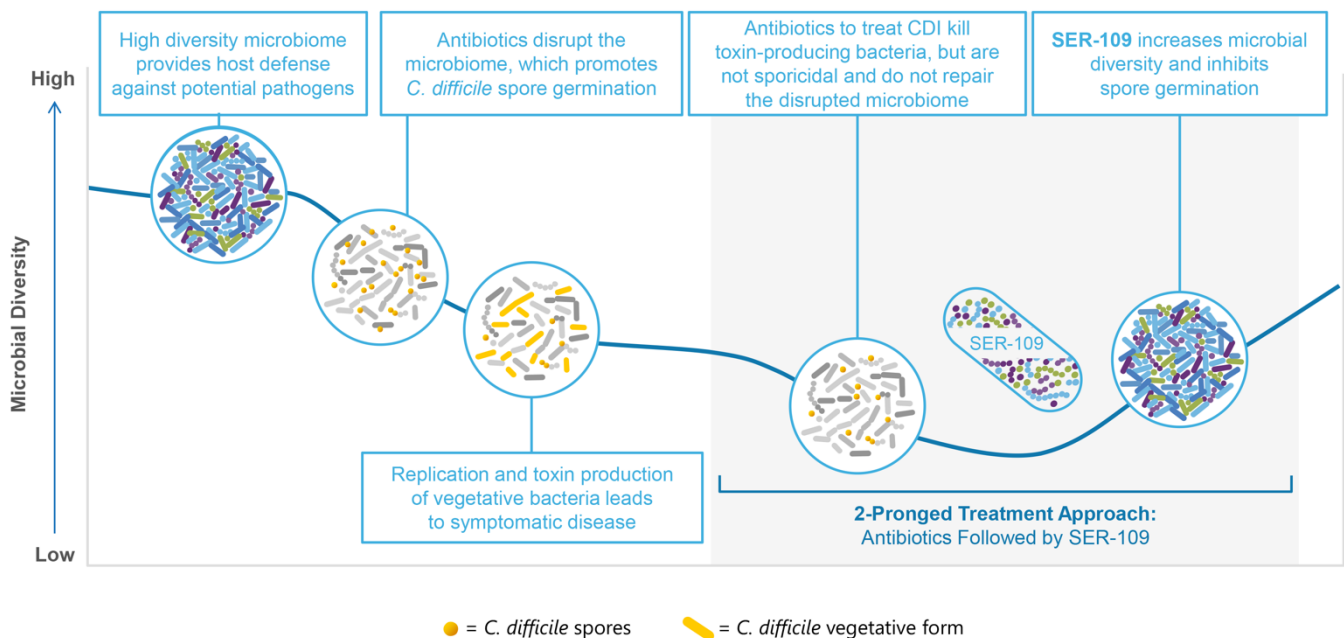 High diversity microbiome
provides host defense
against potential pathogens
Antibiotics disrupt the
microbiome, which promotes
C. difficile spore germination
Antibiotics to treat CDI kill
toxin-producing bacteria, but are
not sporicidal and do not repair
the disrupted microbiome
SER-109 increases microbial
diversity and inhibits
spore germination
High
Microbial Diversity
Low
SER-109
Replication and toxin production
of vegetative bacteria leads
to symptomatic disease
2-Pronged Treatment Approach:
Antibiotics Followed by SER-109
= C. difficile spores
= C. difficile vegetative form